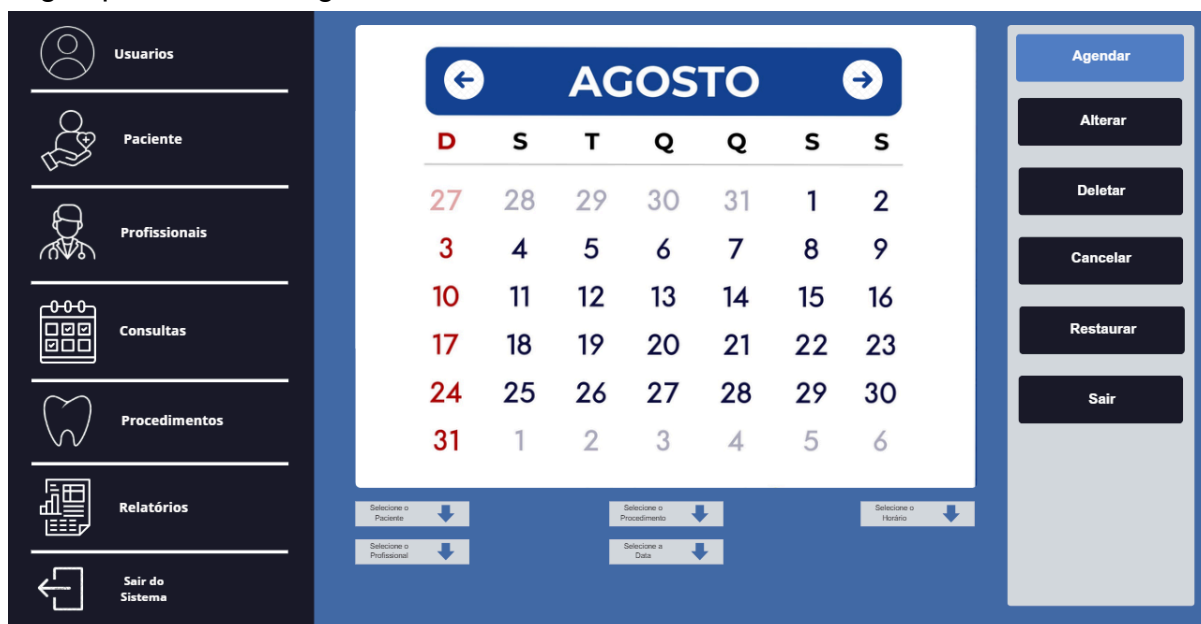 Usuarios
Paciente
Profissionais
Consultas
Procedimentos
Relatórios
Sair do
Sistema
AGOSTO
D S T Q Q S S
27 28 29 30 31 1 2
3 4 5 6 7 8 9
10 11 12 13 14 15 16
17 18 19 20 21 22 23
24 25 26 27 28 29 30
31 1 2 3 4 5 6
Selecione o
Paciente
Selecione o
Procedimento
Selecione o
Horário
Selecione o
Profissional
Selecione a
Data
Agendar
Alterar
Deletar
Cancelar
Restaurar
Sair